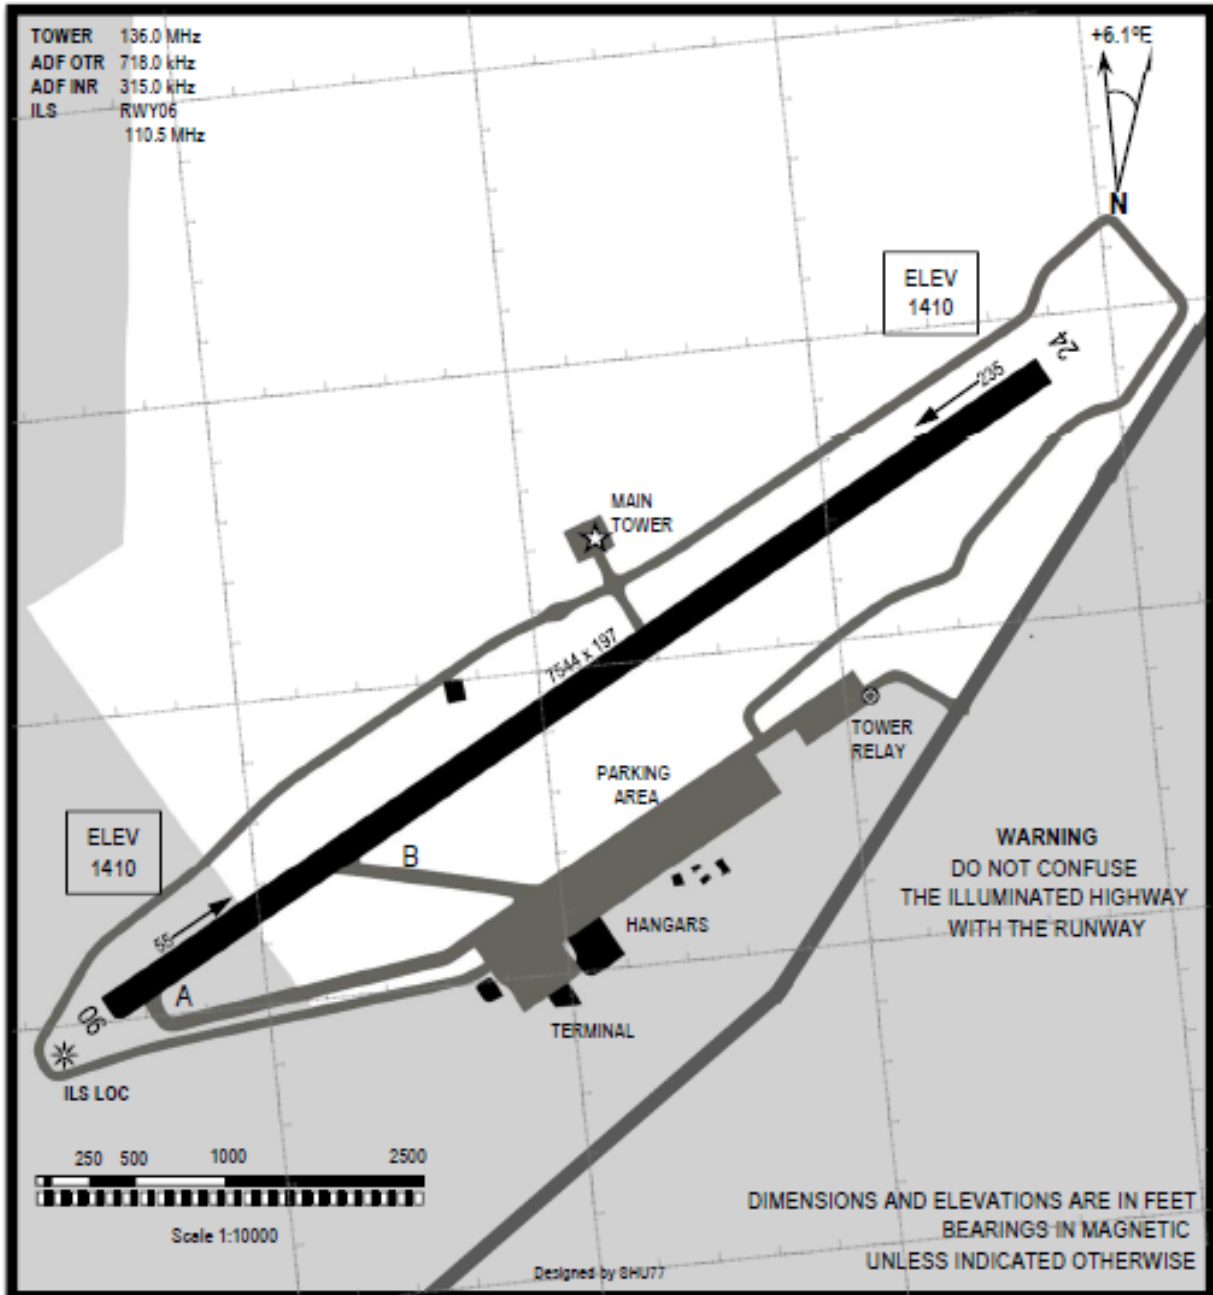 TOWER 136.0 MHz
ADF OTR 718.0 kHz
ADF INR 315.0 kHz
ILS RWY06
110.5 MHz
+6.1ºE
N
ELEV
1410
24
235
MAIN
TOWER
7544 x 197
TOWER
RELAY
PARKING
AREA
ELEV
1410
B
WARNING
DO NOT CONFUSE
THE ILLUMINATED HIGHWAY
WITH THE RUNWAY
HANGARS
55
A
06
TERMINAL
ILS LOC
250 500 1000 2500
Scale 1:10000
DIMENSIONS AND ELEVATIONS ARE IN FEET
BEARINGS IN MAGNETIC
UNLESS INDICATED OTHERWISE
Designed by SHU77